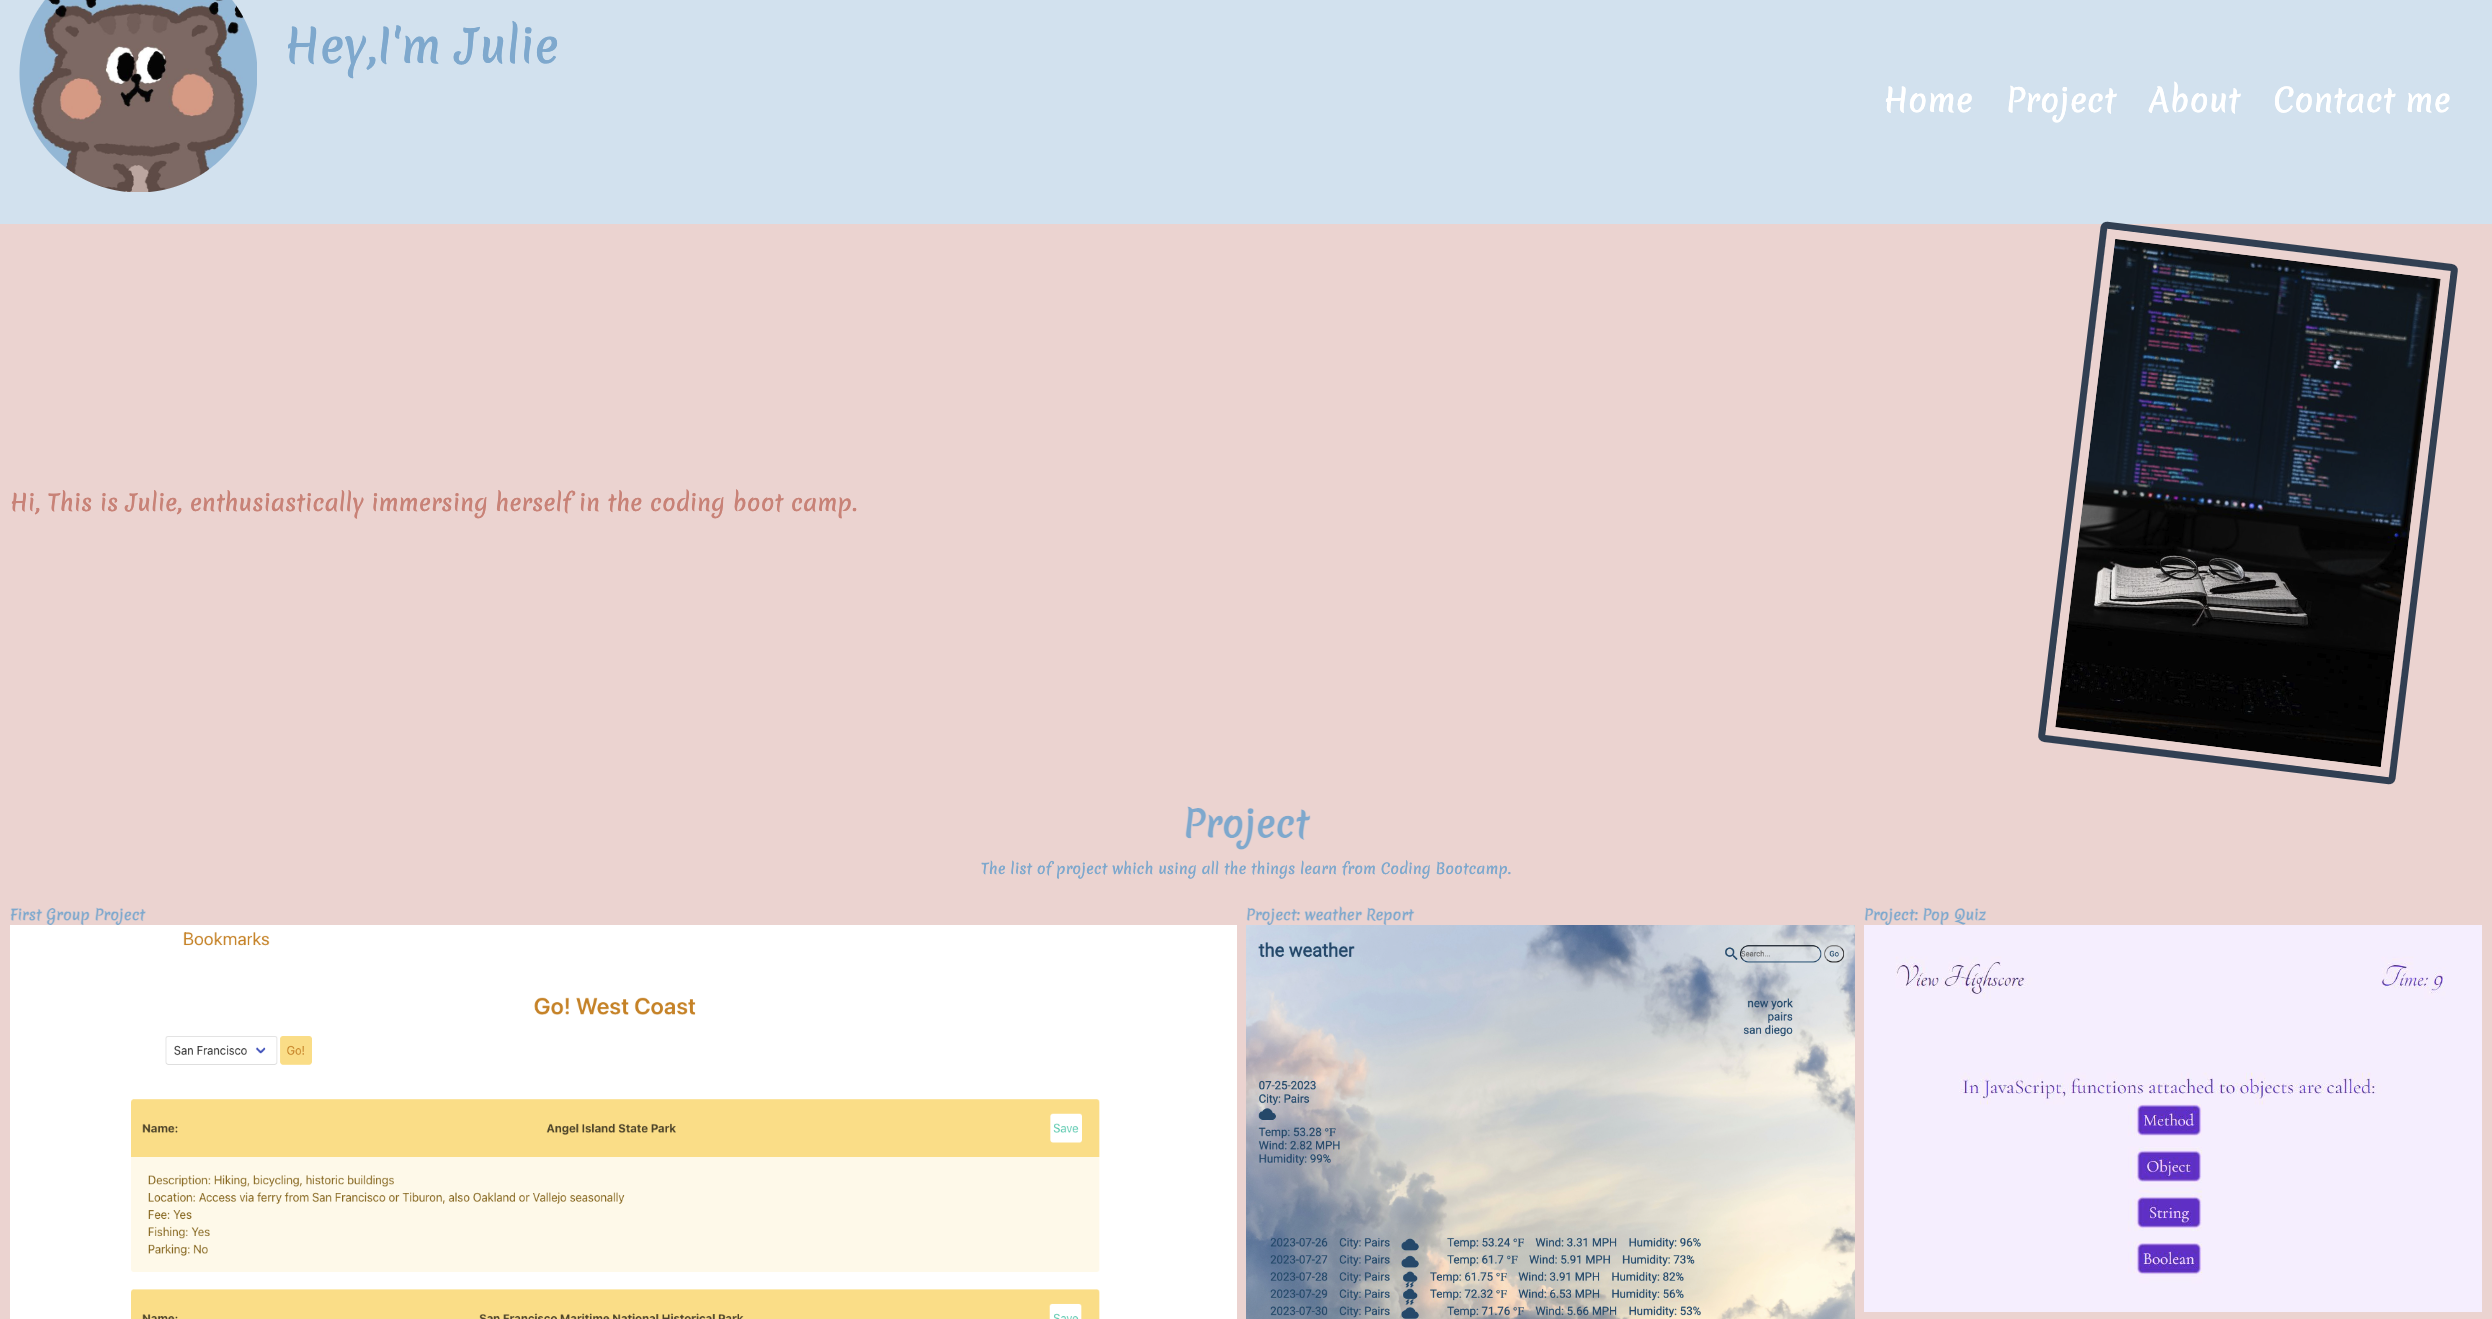 Hey,I'm Julie
Home Project About Contact me
Hi, This is Julie, enthusiastically immersing herself in the coding boot camp.
Project
The list of project which using all the things learn from Coding Bootcamp.
First Group Project
Bookmarks
Go! West Coast
San Francisco Go!
Name: Angel Island State Park Save
Description: Hiking, bicycling, historic buildings
Location: Access via ferry from San Francisco or Tiburon, also Oakland or Vallejo seasonally
Fee: Yes
Fishing: Yes
Parking: No
Name: San Francisco Maritime National Historical Park Save
Project: weather Report
the weather
Search... Go
new york
pairs
san diego
07-25-2023
City: Pairs
Temp: 53.28 °F
Wind: 2.82 MPH
Humidity: 99%
2023-07-26 City: Pairs Temp: 53.24 °F Wind: 3.31 MPH Humidity: 96%
2023-07-27 City: Pairs Temp: 61.7 °F Wind: 5.91 MPH Humidity: 73%
2023-07-28 City: Pairs Temp: 61.75 °F Wind: 3.91 MPH Humidity: 82%
2023-07-29 City: Pairs Temp: 72.32 °F Wind: 6.53 MPH Humidity: 56%
2023-07-30 City: Pairs Temp: 71.76 °F Wind: 5.66 MPH Humidity: 53%
Project: Pop Quiz
View Highscore Time: 9
In JavaScript, functions attached to objects are called:
Method
Object
String
Boolean